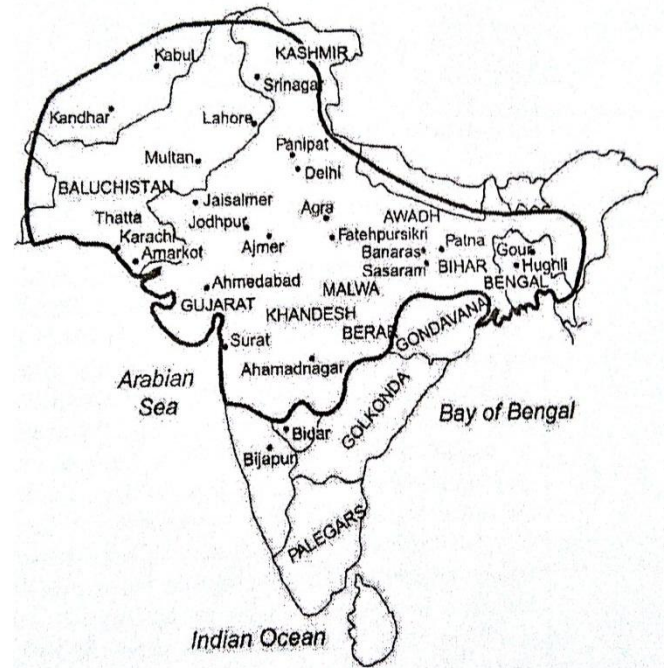 KASHMIR
Kabul
Srinagar
Kandhar
Lahore
Panipat
Multan
Delhi
BALUCHISTAN
Jaisalmer
Agra
AWADH
Thatta
Jodhpur
Karachi
Ajmer
Fatehpursikri
Patna
Gour
Amarkot
Banaras
Hughli
Sasaram
BIHAR
BENGAL
Ahmedabad
MALWA
GUJARAT
KHANDESH
GONDAVANA
BERAR
Surat
Ahamadnagar
Arabian
Sea
GOLKONDA
Bay of Bengal
Bidar
Bijapur
PALEGARS
Indian Ocean